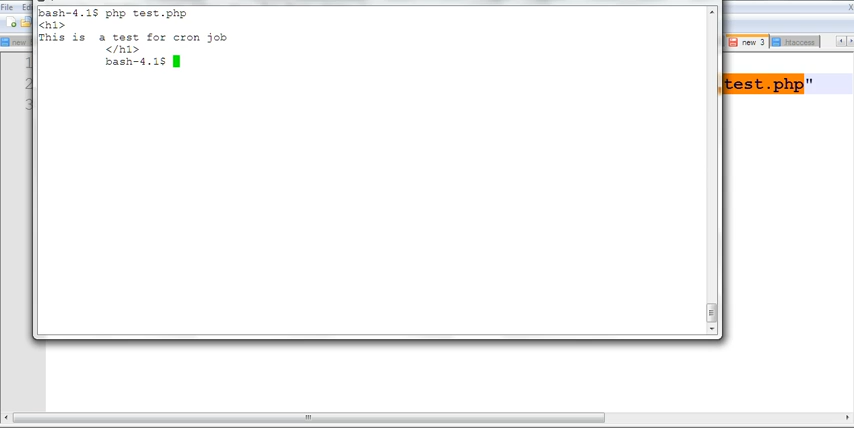 bash-4.1$ php test.php
<h1>
This is  a test for cron job
</h1>
bash-4.1$
File
X
new
new 3
.htaccess
1
2
3
test.php"